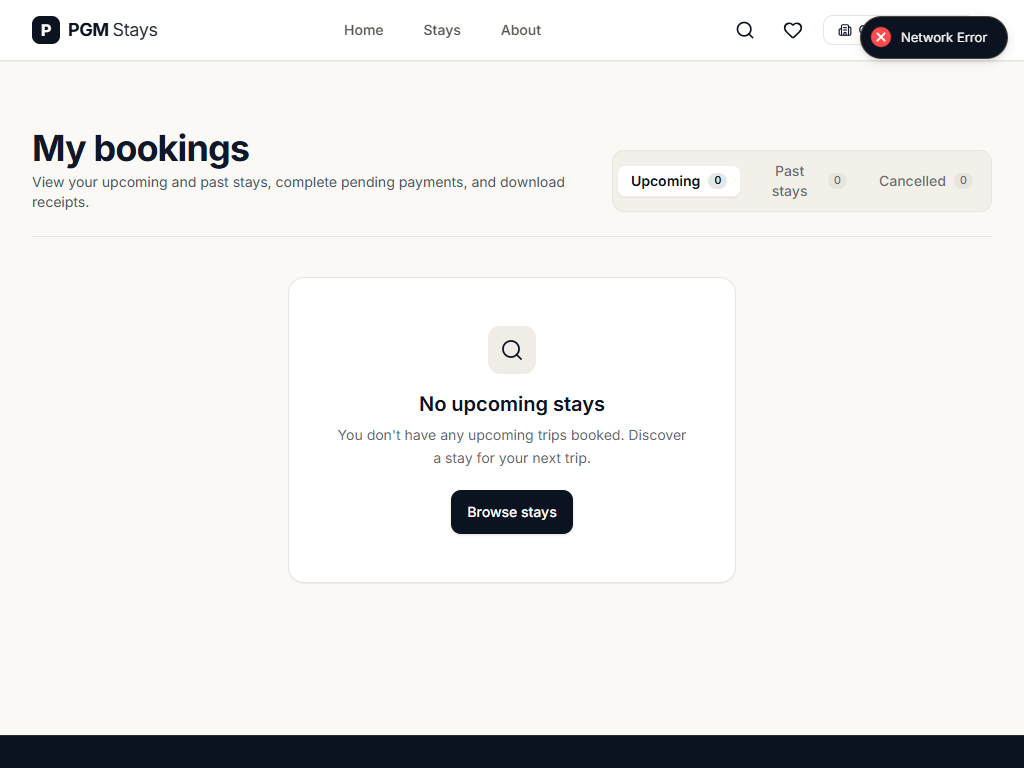 P PGM Stays
Home
Stays
About
Network Error
My bookings
View your upcoming and past stays, complete pending payments, and download
receipts.
Upcoming 0
Past
stays 0
Cancelled 0
No upcoming stays
You don't have any upcoming trips booked. Discover
a stay for your next trip.
Browse stays